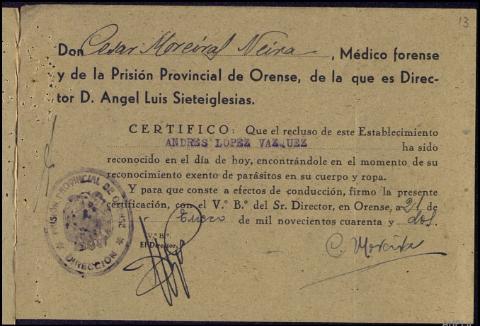 13
Don Cesar Moreiras Neira, Médico forense
y de la Prisión Provincial de Orense, de la que es Direc-
tor D. Angel Luis Sieteiglesias.
CERTIFICO: Que el recluso de este Establecimiento
ANDRES LOPEZ VAZQUEZ ha sido
reconocido en el día de hoy, encontrándole en el momento de su
reconocimiento exento de parásitos en su cuerpo y ropa.
Y para que conste a efectos de conducción, firmo la presente
certificación, con el V.º B.º del Sr. Director, en Orense, a 21 de
Enero de mil novecientos cuarenta y dos.
V.º B.º
El Director,
C. Moreiras
PRISIÓN PROVINCIAL DE ORENSE
DIRECCION